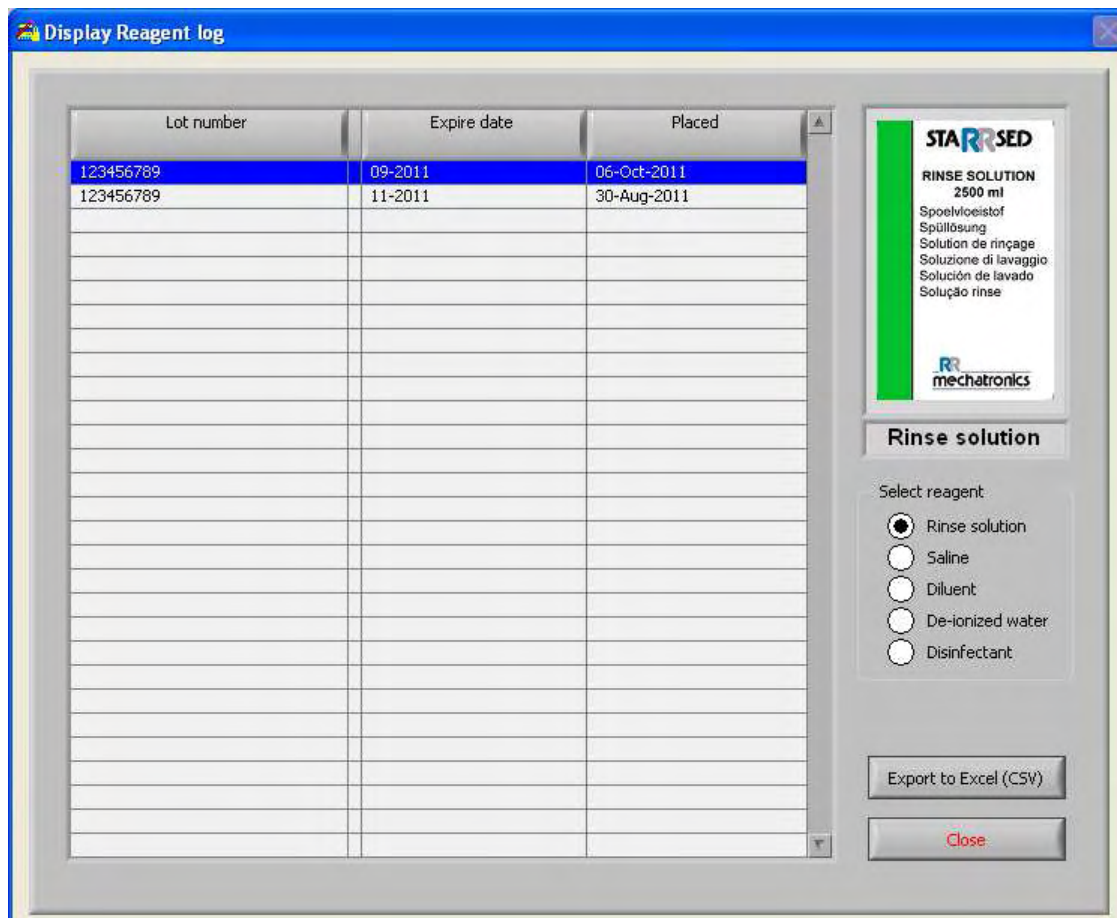 Display Reagent log
Lot number Expire date Placed
123456789 09-2011 06-Oct-2011
123456789 11-2011 30-Aug-2011
STARRSED
RINSE SOLUTION
2500 ml
Spoelvloeistof
Spüllösung
Solution de rinçage
Soluzione di lavaggio
Solución de lavado
Solução rinse
RR
mechatronics
Rinse solution
Select reagent
Rinse solution
Saline
Diluent
De-ionized water
Disinfectant
Export to Excel (CSV)
Close